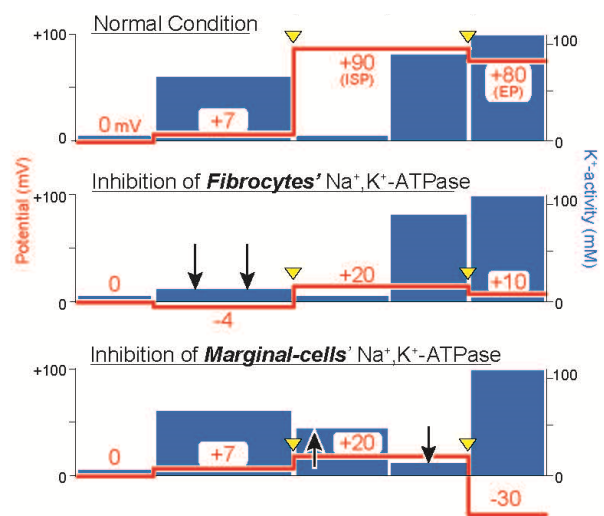 Normal Condition
+100
0
0 mV
+7
+90
(ISP)
+80
(EP)
100
0
Inhibition of Fibrocytes' Na⁺,K⁺-ATPase
+100
0
0
-4
+20
+10
100
0
Inhibition of Marginal-cells' Na⁺,K⁺-ATPase
+100
0
0
+7
+20
-30
100
0
Potential (mV)
K⁺-activity (mM)